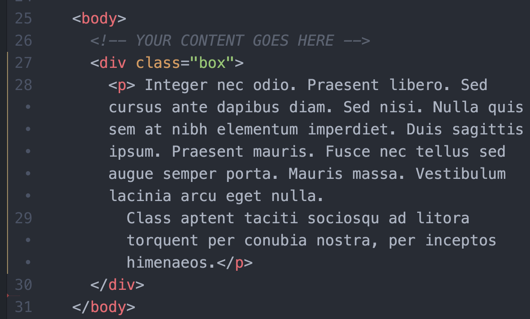 25 <body>
26 <!-- YOUR CONTENT GOES HERE -->
27 <div class="box">
28 <p> Integer nec odio. Praesent libero. Sed
• cursus ante dapibus diam. Sed nisi. Nulla quis
• sem at nibh elementum imperdiet. Duis sagittis
• ipsum. Praesent mauris. Fusce nec tellus sed
• augue semper porta. Mauris massa. Vestibulum
• lacinia arcu eget nulla.
29 Class aptent taciti sociosqu ad litora
• torquent per conubia nostra, per inceptos
• himenaeos.</p>
30 </div>
31 </body>